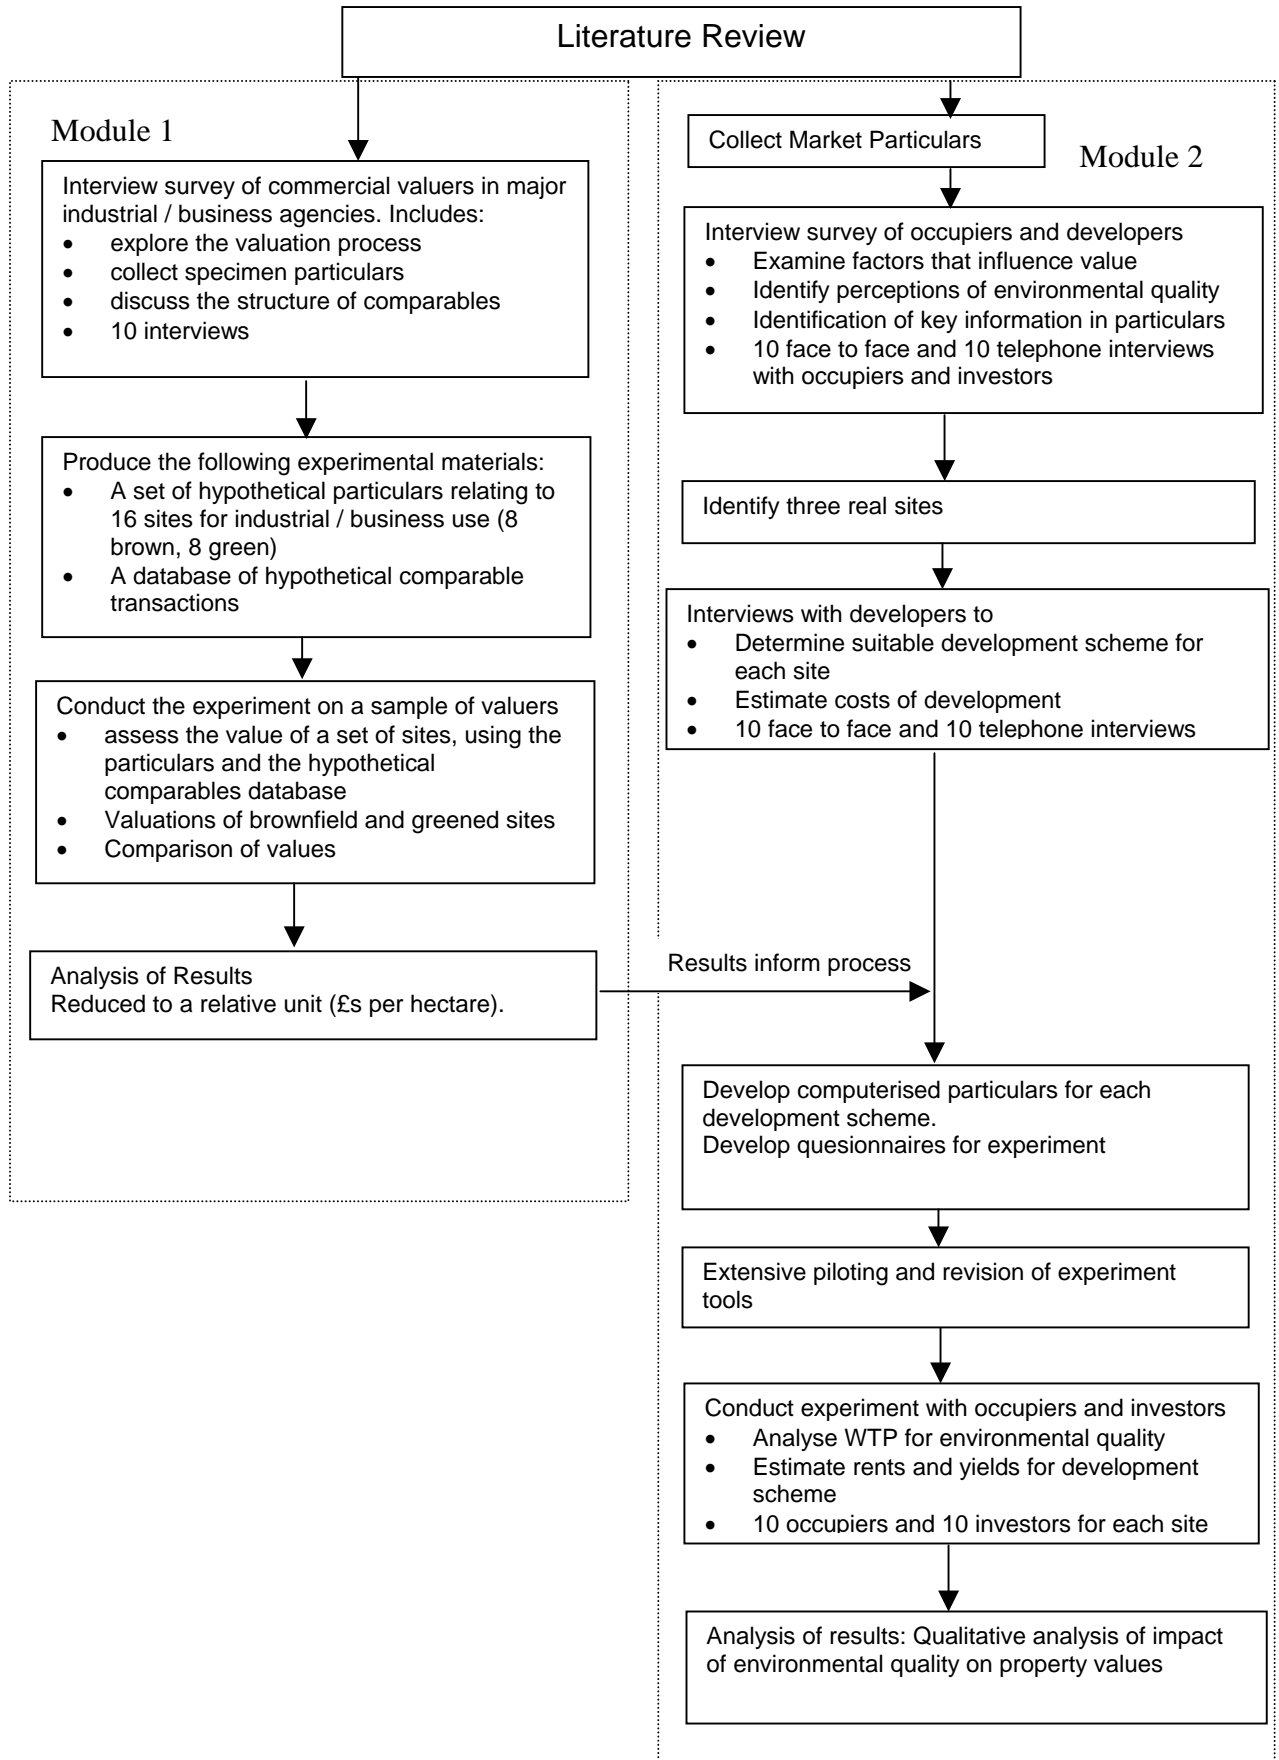 Literature Review
Module 1
Interview survey of commercial valuers in major
industrial / business agencies. Includes:
• explore the valuation process
• collect specimen particulars
• discuss the structure of comparables
• 10 interviews
Produce the following experimental materials:
• A set of hypothetical particulars relating to
16 sites for industrial / business use (8
brown, 8 green)
• A database of hypothetical comparable
transactions
Conduct the experiment on a sample of valuers
• assess the value of a set of sites, using the
particulars and the hypothetical
comparables database
• Valuations of brownfield and greened sites
• Comparison of values
Analysis of Results
Reduced to a relative unit (£s per hectare).
Results inform process
Module 2
Collect Market Particulars
Interview survey of occupiers and developers
• Examine factors that influence value
• Identify perceptions of environmental quality
• Identification of key information in particulars
• 10 face to face and 10 telephone interviews
with occupiers and investors
Identify three real sites
Interviews with developers to
• Determine suitable development scheme for
each site
• Estimate costs of development
• 10 face to face and 10 telephone interviews
Develop computerised particulars for each
development scheme.
Develop quesionnaires for experiment
Extensive piloting and revision of experiment
tools
Conduct experiment with occupiers and investors
• Analyse WTP for environmental quality
• Estimate rents and yields for development
scheme
• 10 occupiers and 10 investors for each site
Analysis of results: Qualitative analysis of impact
of environmental quality on property values